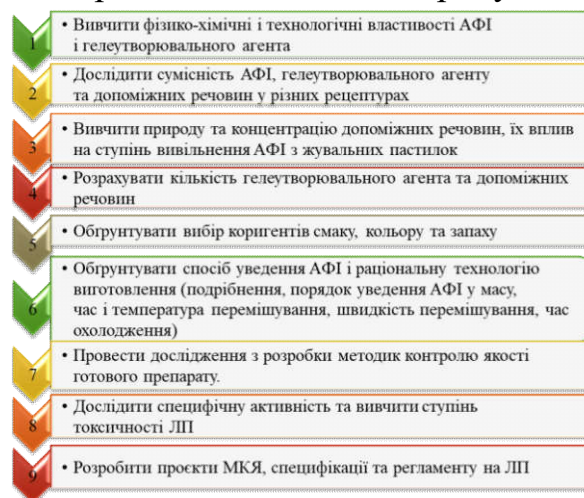 1
• Вивчити фізико-хімічні і технологічні властивості АФІ
і гелеутворювального агента
2
• Дослідити сумісність АФІ, гелеутворювального агенту
та допоміжних речовин у різних рецептурах
3
• Вивчити природу та концентрацію допоміжних речовин, їх вплив
на ступінь вивільнення АФІ з жувальних пастилок
4
• Розрахувати кількість гелеутворювального агента та допоміжних
речовин
5
• Обґрунтувати вибір коригентів смаку, кольору та запаху
6
• Обґрунтувати спосіб уведення АФІ і раціональну технологію
виготовлення (подрібнення, порядок уведення АФІ у масу,
час і температура перемішування, швидкість перемішування, час
охолодження)
7
• Провести дослідження з розробки методик контролю якості
готового препарату.
8
• Дослідити специфічну активність та вивчити ступінь
токсичності ЛП
9
• Розробити проєкти МКЯ, специфікації та регламенту на ЛП